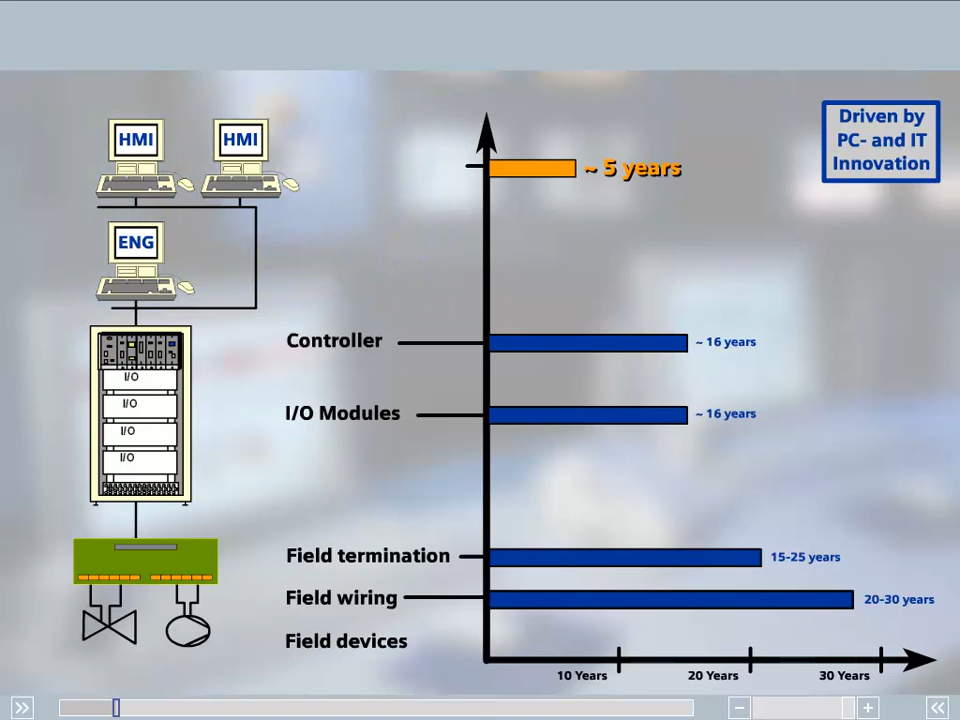 Driven by
PC- and IT
Innovation
HMI
HMI
~ 5 years
ENG
Controller
~ 16 years
I/O
I/O
I/O Modules
~ 16 years
I/O
I/O
Field termination
15-25 years
Field wiring
20-30 years
Field devices
10 Years
20 Years
30 Years